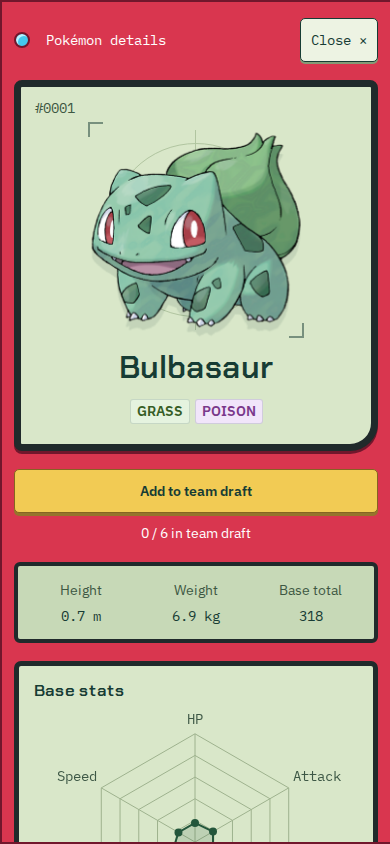 Pokémon details
Close ×
#0001
Bulbasaur
GRASS POISON
Add to team draft
0 / 6 in team draft
Height Weight Base total
0.7 m 6.9 kg 318
Base stats
HP
Speed Attack